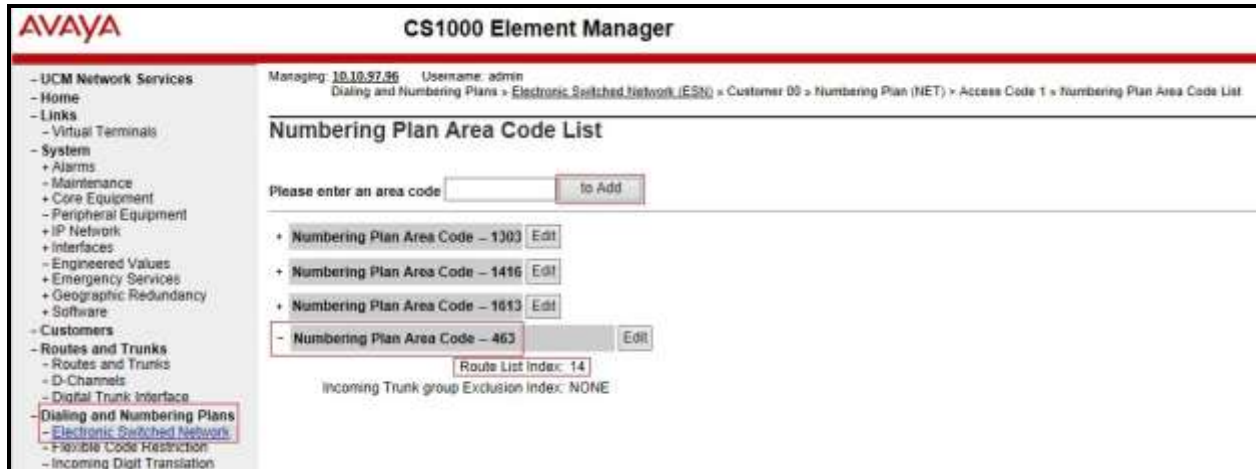 AVAYA
CS1000 Element Manager
- UCM Network Services
- Home
- Links
- Virtual Terminals
- System
+ Alarms
- Maintenance
+ Core Equipment
- Peripheral Equipment
+ IP Network
+ Interfaces
- Engineered Values
+ Emergency Services
+ Geographic Redundancy
+ Software
- Customers
- Routes and Trunks
- Routes and Trunks
- D-Channels
- Digital Trunk Interface
- Dialing and Numbering Plans
- Electronic Switched Network
- Flexible Code Restriction
- Incoming Digit Translation
Managing: 10.10.97.96 Username: admin
Dialing and Numbering Plans » Electronic Switched Network (ESN) » Customer 00 » Numbering Plan (NET) » Access Code 1 » Numbering Plan Area Code List
Numbering Plan Area Code List
Please enter an area code to Add
+ Numbering Plan Area Code -- 1303 Edit
+ Numbering Plan Area Code -- 1416 Edit
+ Numbering Plan Area Code -- 1613 Edit
- Numbering Plan Area Code -- 463 Edit
Route List Index: 14
Incoming Trunk group Exclusion Index: NONE